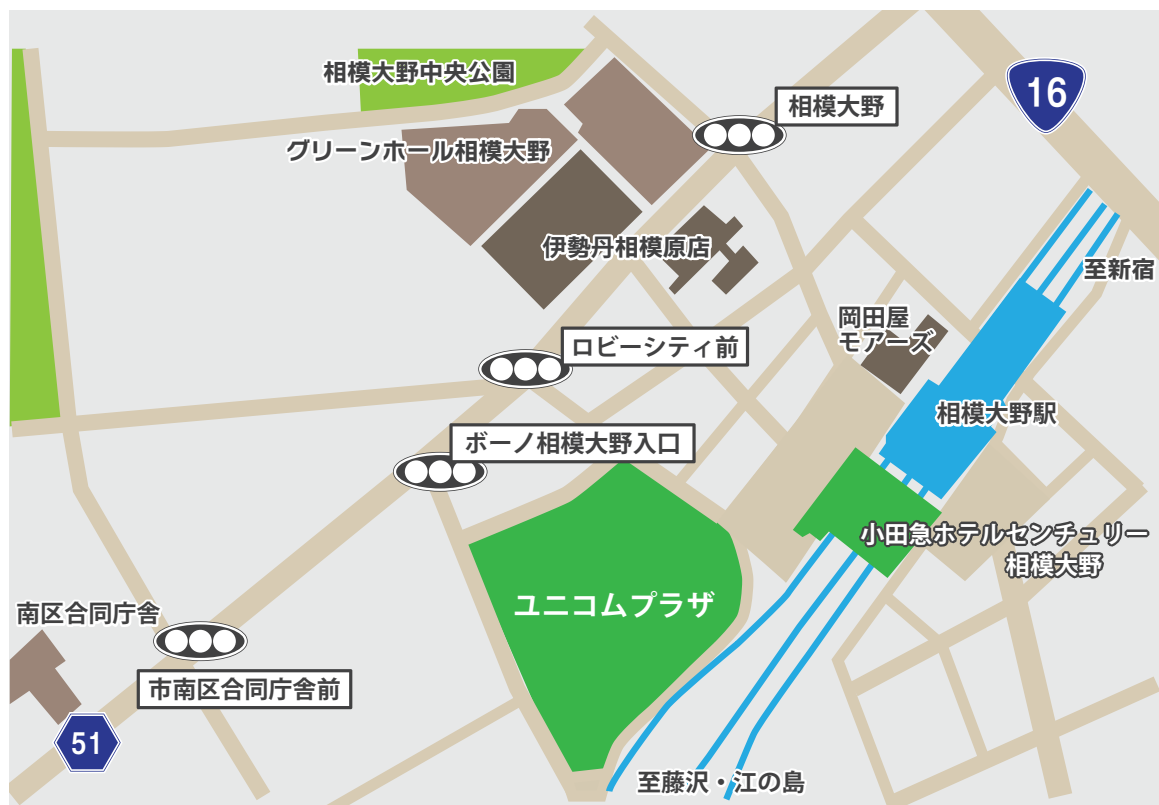 相模大野中央公園
16
相模大野
グリーンホール相模大野
伊勢丹相模原店
至新宿
岡田屋
モアーズ
ロビーシティ前
相模大野駅
ボーノ相模大野入口
小田急ホテルセンチュリー
相模大野
ユニコムプラザ
南区合同庁舎
市南区合同庁舎前
51
至藤沢・江の島